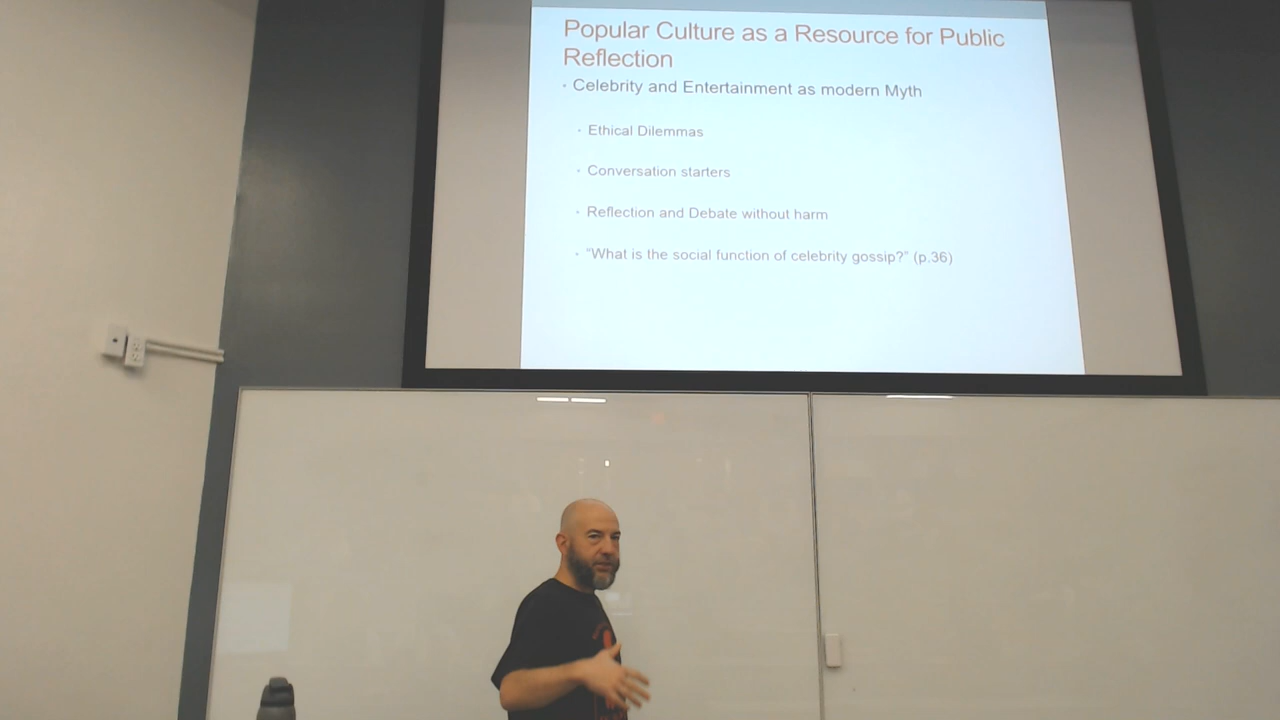 Popular Culture as a Resource for Public
Reflection
• Celebrity and Entertainment as modern Myth
• Ethical Dilemmas
• Conversation starters
• Reflection and Debate without harm
• “What is the social function of celebrity gossip?” (p.36)